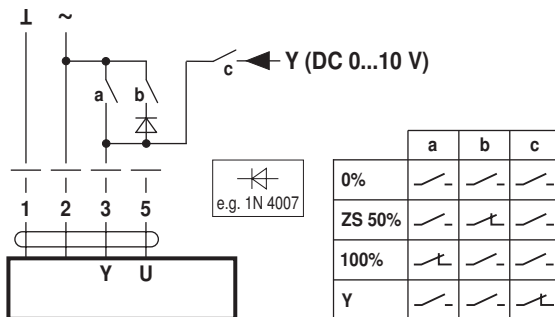 ⊥ ~
c Y (DC 0...10 V)
a b
e.g. 1N 4007
1 2 3 5
Y U
a b c
0%
ZS 50%
100%
Y